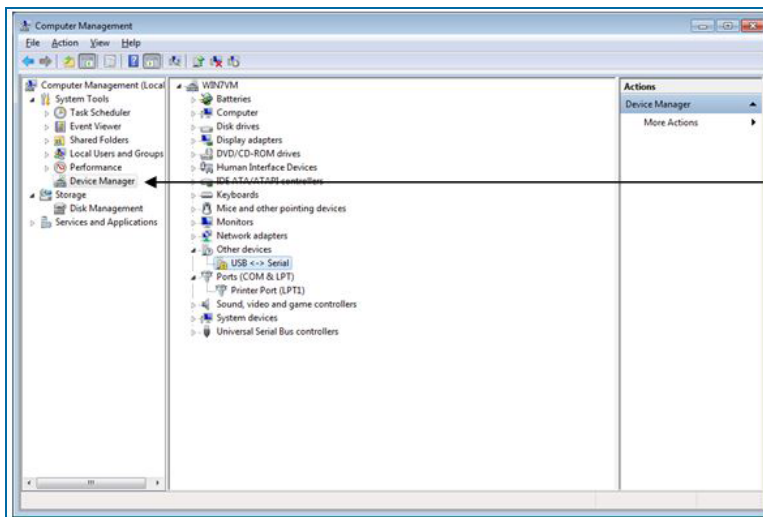 Computer Management
File Action View Help
Computer Management (Local
System Tools
Task Scheduler
Event Viewer
Shared Folders
Local Users and Groups
Performance
Device Manager
Storage
Disk Management
Services and Applications
WIN7VM
Batteries
Computer
Disk drives
Display adapters
DVD/CD-ROM drives
Human Interface Devices
IDE ATA/ATAPI controllers
Keyboards
Mice and other pointing devices
Monitors
Network adapters
Other devices
USB <-> Serial
Ports (COM & LPT)
Printer Port (LPT1)
Sound, video and game controllers
System devices
Universal Serial Bus controllers
Actions
Device Manager
More Actions